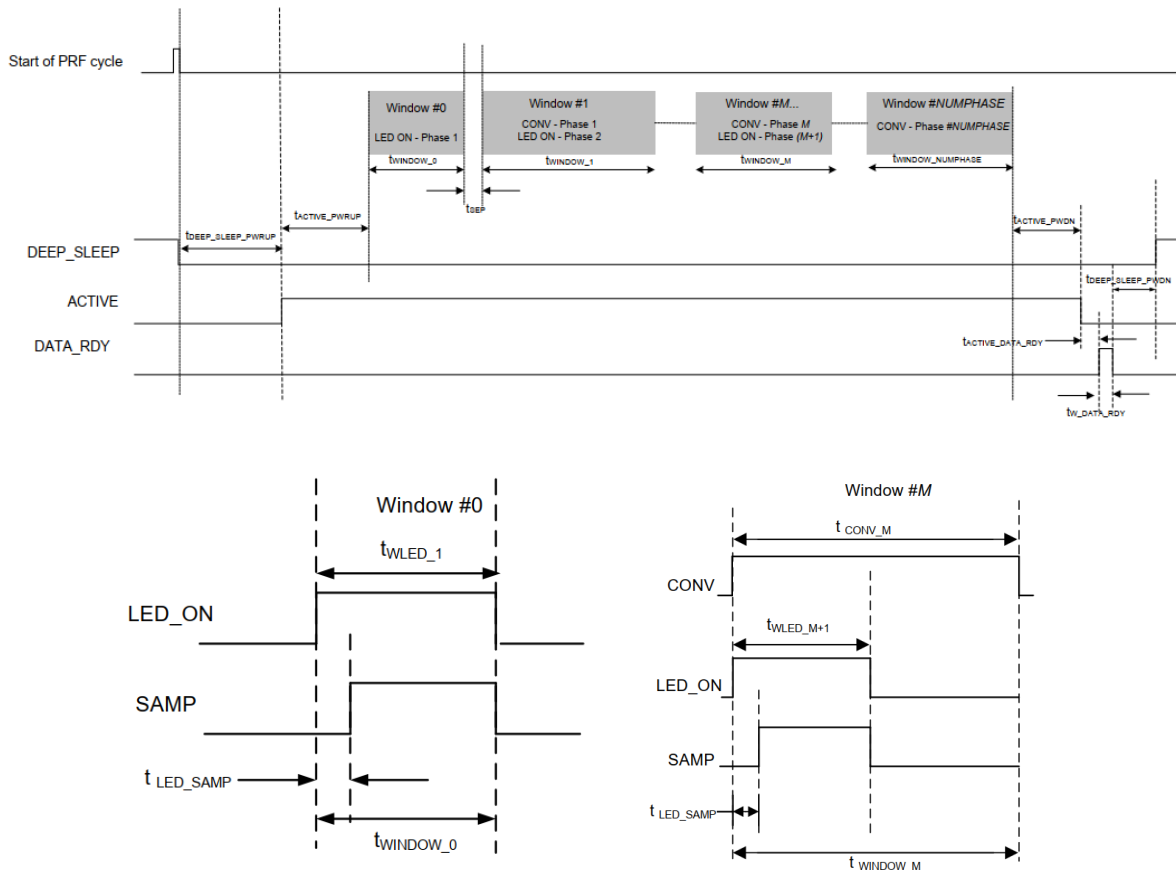 Start of PRF cycle
Window #0
LED ON - Phase 1
Window #1
CONV - Phase 1
LED ON - Phase 2
Window #M...
CONV - Phase M
LED ON - Phase (M+1)
Window #NUMPHASE
CONV - Phase #NUMPHASE
tWINDOW_0
tWINDOW_1
tWINDOW_M
tWINDOW_NUMPHASE
tSEP
tACTIVE_PWRUP
tACTIVE_PWDN
tDEEP_SLEEP_PWRUP
DEEP_SLEEP
tDEEP_SLEEP_PWDN
ACTIVE
tACTIVE_DATA_RDY
DATA_RDY
tW_DATA_RDY
Window #0
tWLED_1
LED_ON
SAMP
t LED_SAMP
tWINDOW_0
Window #M
t CONV_M
CONV
tWLED_M+1
LED_ON
SAMP
t LED_SAMP
t WINDOW_M